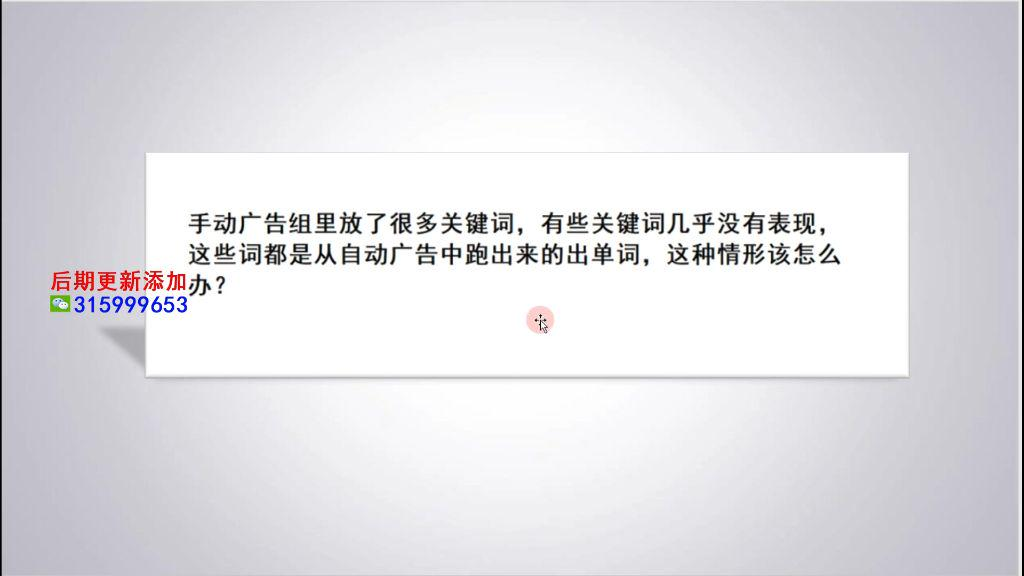 手动广告组里放了很多关键词，有些关键词几乎没有表现，
这些词都是从自动广告中跑出来的出单词，这种情形该怎么
办？
后期更新添加
315999653